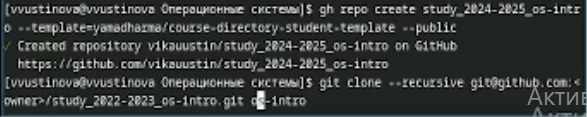 [vvustinova@vvustinova Операционные системы]$ gh repo create study_2024-2025_os-intr
o --template=yamadharma/course-directory-student-template --public
✓ Created repository vikauustin/study_2024-2025_os-intro on GitHub
https://github.com/vikauustin/study_2024-2025_os-intro
[vvustinova@vvustinova Операционные системы]$ git clone --recursive git@github.com:<
owner>/study_2022-2023_os-intro.git os-intro
Актив